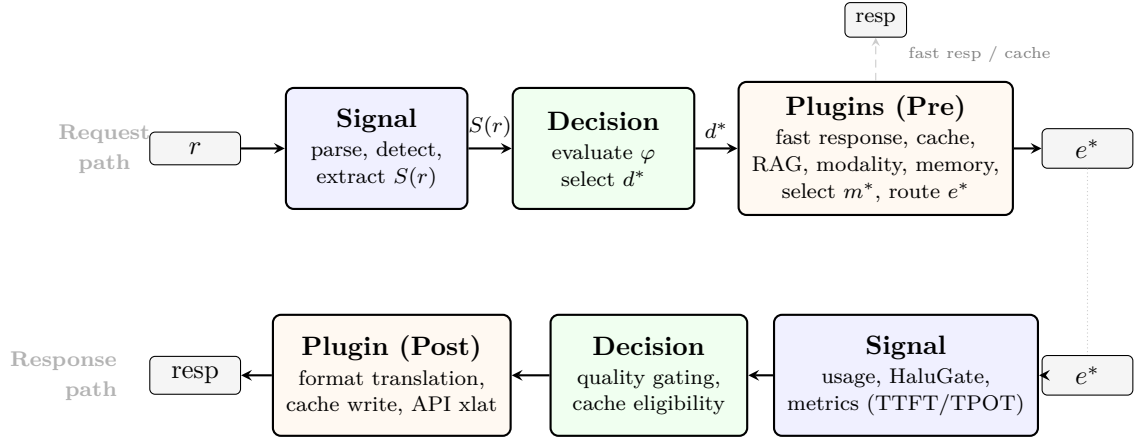 resp
fast resp / cache
Request
path
r
Signal
parse, detect,
extract S(r)
S(r)
Decision
evaluate φ
select d*
d*
Plugins (Pre)
fast response, cache,
RAG, modality, memory,
select m*, route e*
e*
Response
path
resp
Plugin (Post)
format translation,
cache write, API xlat
Decision
quality gating,
cache eligibility
Signal
usage, HaluGate,
metrics (TTFT/TPOT)
e*